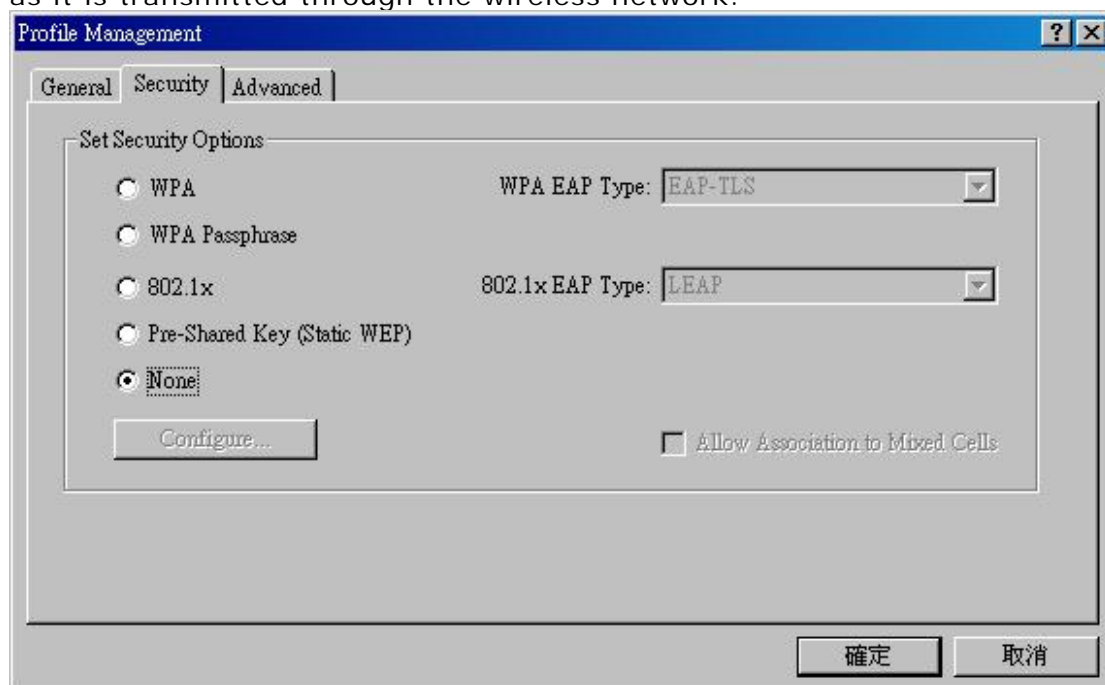 as it is transmitted through the wireless network.
Profile Management
General Security Advanced
Set Security Options
WPA WPA EAP Type: EAP-TLS
WPA Passphrase
802.1x 802.1x EAP Type: LEAP
Pre-Shared Key (Static WEP)
None
Configure... Allow Association to Mixed Cells
確定 取消